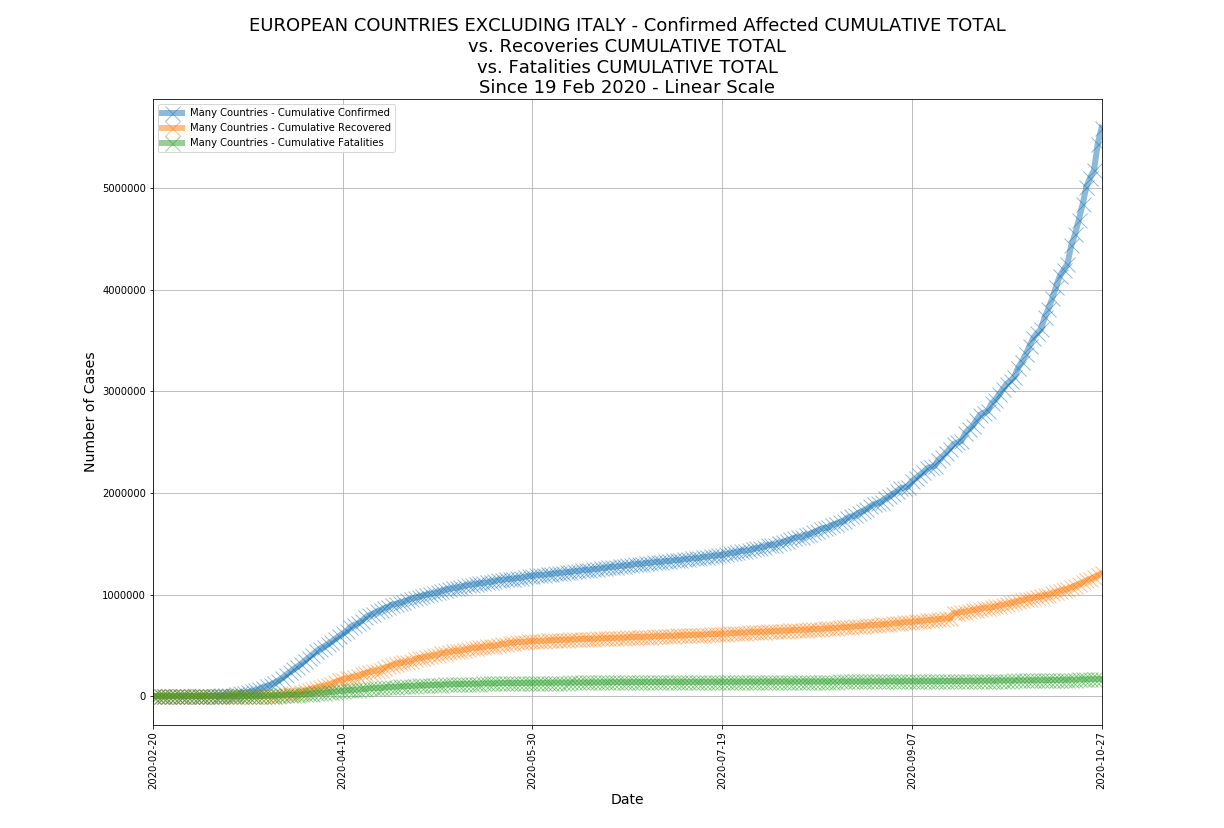 EUROPEAN COUNTRIES EXCLUDING ITALY - Confirmed Affected CUMULATIVE TOTAL
vs. Recoveries CUMULATIVE TOTAL
vs. Fatalities CUMULATIVE TOTAL
Since 19 Feb 2020 - Linear Scale
Many Countries - Cumulative Confirmed
Many Countries - Cumulative Recovered
Many Countries - Cumulative Fatalities
Number of Cases
5000000
4000000
3000000
2000000
1000000
0
2020-02-20
2020-04-10
2020-05-30
2020-07-19
2020-09-07
2020-10-27
Date